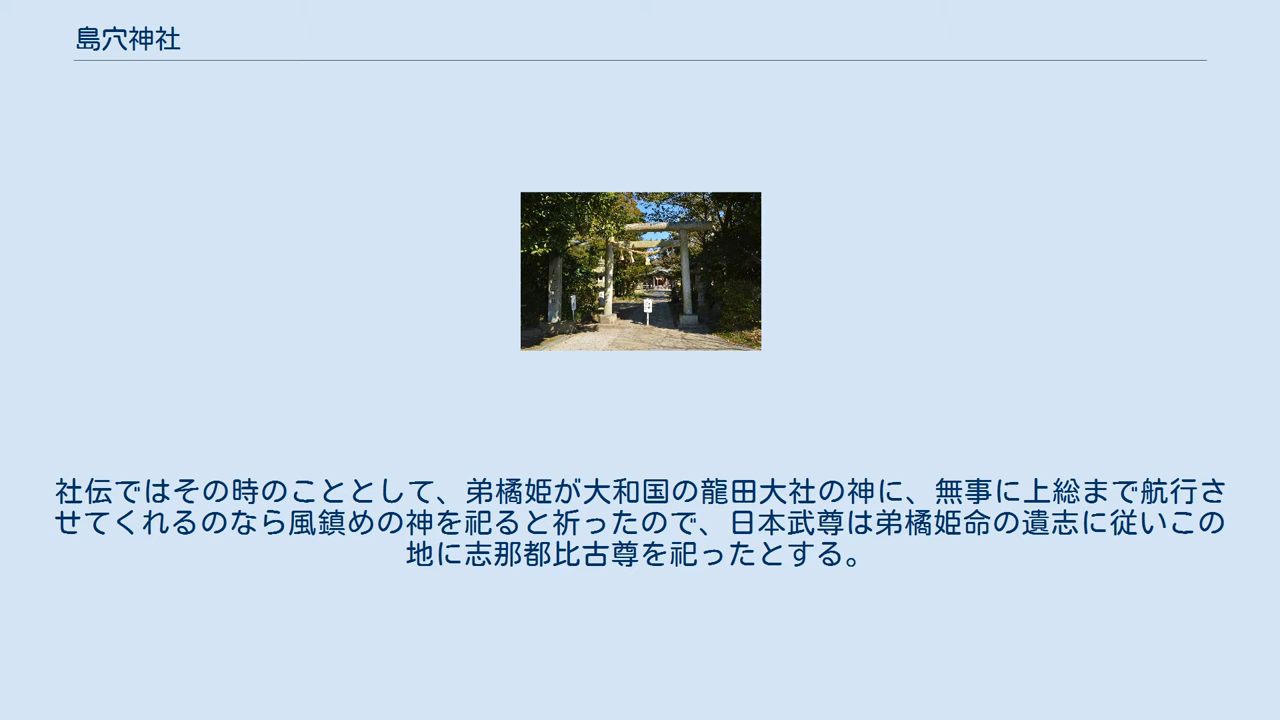 島穴神社
社伝ではその時のこととして、弟橘姫が大和国の龍田大社の神に、無事に上総まで航行さ
せてくれるのなら風鎮めの神を祀ると祈ったので、日本武尊は弟橘姫命の遺志に従いこの
地に志那都比古尊を祀ったとする。